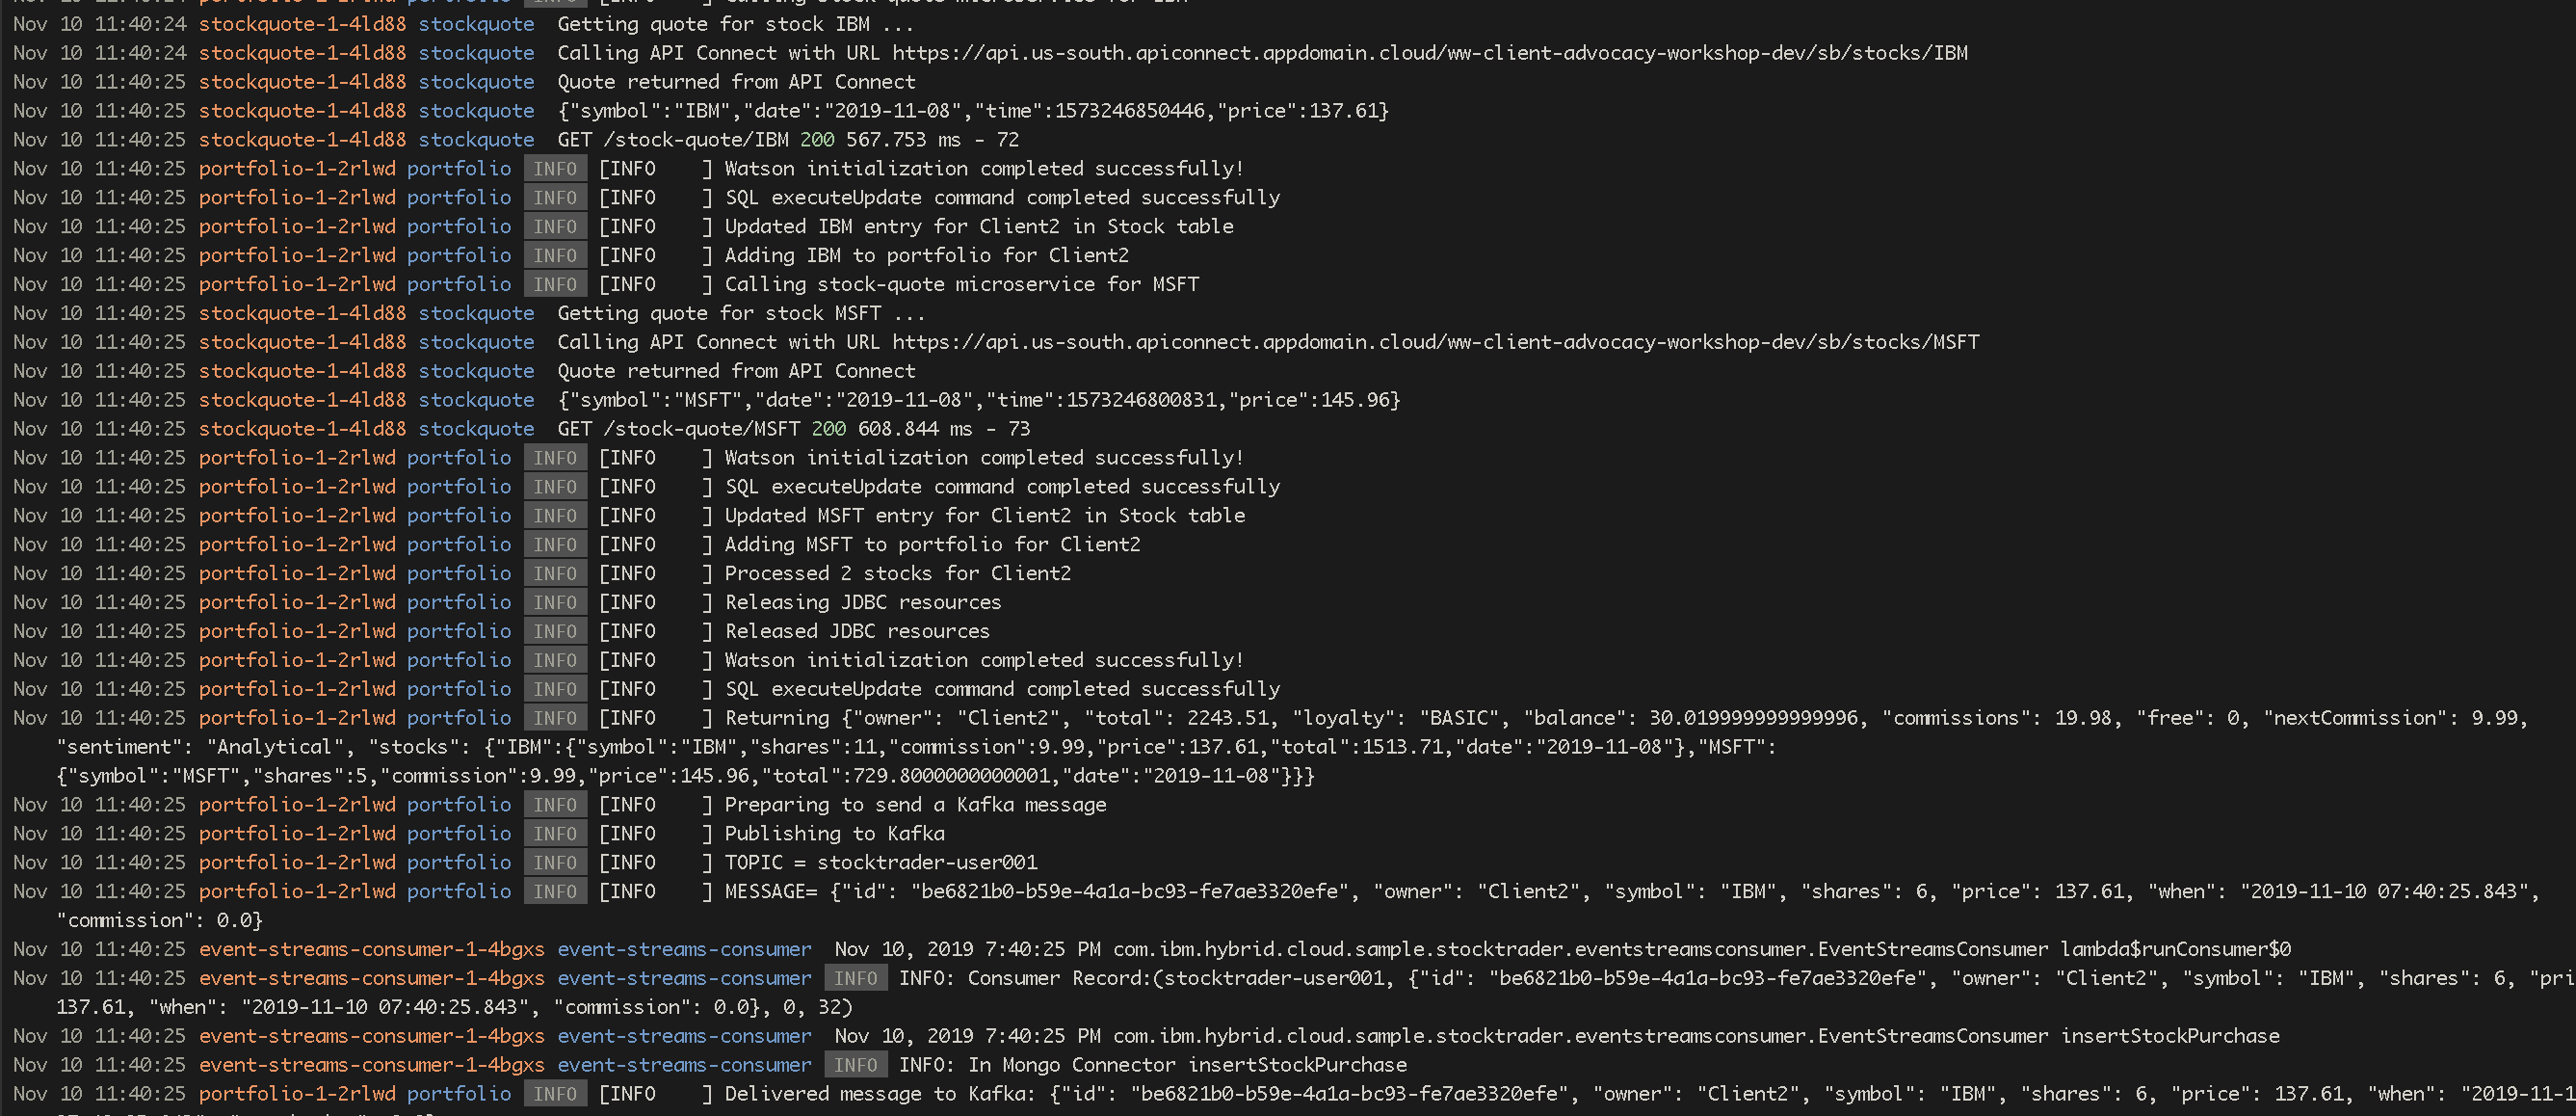 Nov 10 11:40:24 stockquote-1-4ld88 stockquote Getting quote for stock IBM ...
Nov 10 11:40:24 stockquote-1-4ld88 stockquote Calling API Connect with URL https://api.us-south.apiconnect.appdomain.cloud/ww-client-advocacy-workshop-dev/sb/stocks/IBM
Nov 10 11:40:25 stockquote-1-4ld88 stockquote Quote returned from API Connect
Nov 10 11:40:25 stockquote-1-4ld88 stockquote {"symbol":"IBM","date":"2019-11-08","time":1573246850446,"price":137.61}
Nov 10 11:40:25 stockquote-1-4ld88 stockquote GET /stock-quote/IBM 200 567.753 ms - 72
Nov 10 11:40:25 portfolio-1-2rlwd portfolio INFO [INFO    ] Watson initialization completed successfully!
Nov 10 11:40:25 portfolio-1-2rlwd portfolio INFO [INFO    ] SQL executeUpdate command completed successfully
Nov 10 11:40:25 portfolio-1-2rlwd portfolio INFO [INFO    ] Updated IBM entry for Client2 in Stock table
Nov 10 11:40:25 portfolio-1-2rlwd portfolio INFO [INFO    ] Adding IBM to portfolio for Client2
Nov 10 11:40:25 portfolio-1-2rlwd portfolio INFO [INFO    ] Calling stock-quote microservice for MSFT
Nov 10 11:40:25 stockquote-1-4ld88 stockquote Getting quote for stock MSFT ...
Nov 10 11:40:25 stockquote-1-4ld88 stockquote Calling API Connect with URL https://api.us-south.apiconnect.appdomain.cloud/ww-client-advocacy-workshop-dev/sb/stocks/MSFT
Nov 10 11:40:25 stockquote-1-4ld88 stockquote Quote returned from API Connect
Nov 10 11:40:25 stockquote-1-4ld88 stockquote {"symbol":"MSFT","date":"2019-11-08","time":1573246800831,"price":145.96}
Nov 10 11:40:25 stockquote-1-4ld88 stockquote GET /stock-quote/MSFT 200 608.844 ms - 73
Nov 10 11:40:25 portfolio-1-2rlwd portfolio INFO [INFO    ] Watson initialization completed successfully!
Nov 10 11:40:25 portfolio-1-2rlwd portfolio INFO [INFO    ] SQL executeUpdate command completed successfully
Nov 10 11:40:25 portfolio-1-2rlwd portfolio INFO [INFO    ] Updated MSFT entry for Client2 in Stock table
Nov 10 11:40:25 portfolio-1-2rlwd portfolio INFO [INFO    ] Adding MSFT to portfolio for Client2
Nov 10 11:40:25 portfolio-1-2rlwd portfolio INFO [INFO    ] Processed 2 stocks for Client2
Nov 10 11:40:25 portfolio-1-2rlwd portfolio INFO [INFO    ] Releasing JDBC resources
Nov 10 11:40:25 portfolio-1-2rlwd portfolio INFO [INFO    ] Released JDBC resources
Nov 10 11:40:25 portfolio-1-2rlwd portfolio INFO [INFO    ] Watson initialization completed successfully!
Nov 10 11:40:25 portfolio-1-2rlwd portfolio INFO [INFO    ] SQL executeUpdate command completed successfully
Nov 10 11:40:25 portfolio-1-2rlwd portfolio INFO [INFO    ] Returning {"owner": "Client2", "total": 2243.51, "loyalty": "BASIC", "balance": 30.019999999999996, "commissions": 19.98, "free": 0, "nextCommission": 9.99,
"sentiment": "Analytical", "stocks": {"IBM":{"symbol":"IBM","shares":11,"commission":9.99,"price":137.61,"total":1513.71,"date":"2019-11-08"},"MSFT":
{"symbol":"MSFT","shares":5,"commission":9.99,"price":145.96,"total":729.8000000000001,"date":"2019-11-08"}}}
Nov 10 11:40:25 portfolio-1-2rlwd portfolio INFO [INFO    ] Preparing to send a Kafka message
Nov 10 11:40:25 portfolio-1-2rlwd portfolio INFO [INFO    ] Publishing to Kafka
Nov 10 11:40:25 portfolio-1-2rlwd portfolio INFO [INFO    ] TOPIC = stocktrader-user001
Nov 10 11:40:25 portfolio-1-2rlwd portfolio INFO [INFO    ] MESSAGE= {"id": "be6821b0-b59e-4a1a-bc93-fe7ae3320efe", "owner": "Client2", "symbol": "IBM", "shares": 6, "price": 137.61, "when": "2019-11-10 07:40:25.843",
"commission": 0.0}
Nov 10 11:40:25 event-streams-consumer-1-4bgxs event-streams-consumer Nov 10, 2019 7:40:25 PM com.ibm.hybrid.cloud.sample.stocktrader.eventstreamsconsumer.EventStreamsConsumer lambda$runConsumer$0
Nov 10 11:40:25 event-streams-consumer-1-4bgxs event-streams-consumer INFO INFO: Consumer Record:(stocktrader-user001, {"id": "be6821b0-b59e-4a1a-bc93-fe7ae3320efe", "owner": "Client2", "symbol": "IBM", "shares": 6, "pri
137.61, "when": "2019-11-10 07:40:25.843", "commission": 0.0}, 0, 32)
Nov 10 11:40:25 event-streams-consumer-1-4bgxs event-streams-consumer Nov 10, 2019 7:40:25 PM com.ibm.hybrid.cloud.sample.stocktrader.eventstreamsconsumer.EventStreamsConsumer insertStockPurchase
Nov 10 11:40:25 event-streams-consumer-1-4bgxs event-streams-consumer INFO INFO: In Mongo Connector insertStockPurchase
Nov 10 11:40:25 portfolio-1-2rlwd portfolio INFO [INFO    ] Delivered message to Kafka: {"id": "be6821b0-b59e-4a1a-bc93-fe7ae3320efe", "owner": "Client2", "symbol": "IBM", "shares": 6, "price": 137.61, "when": "2019-11-1